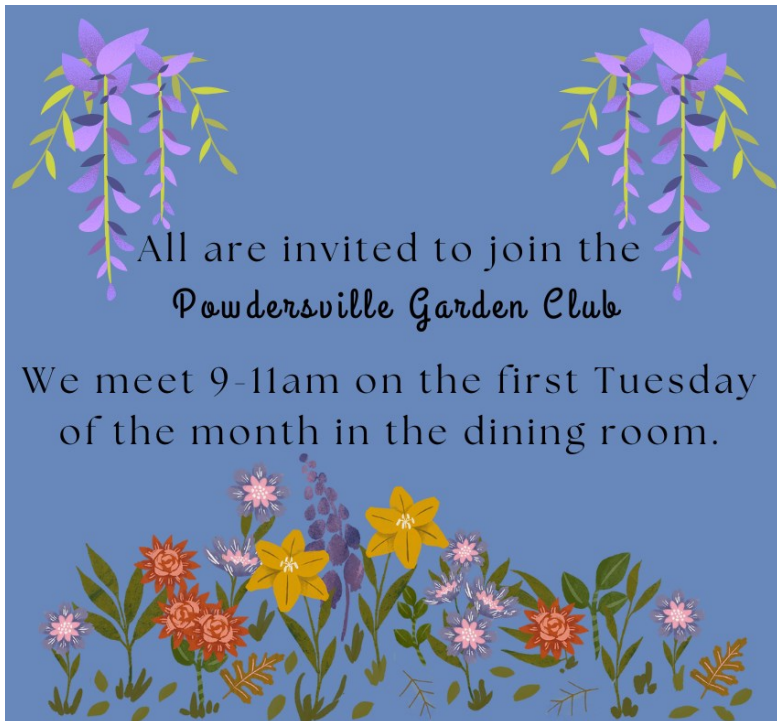 All are invited to join the
Powdersville Garden Club
We meet 9-11am on the first Tuesday
of the month in the dining room.